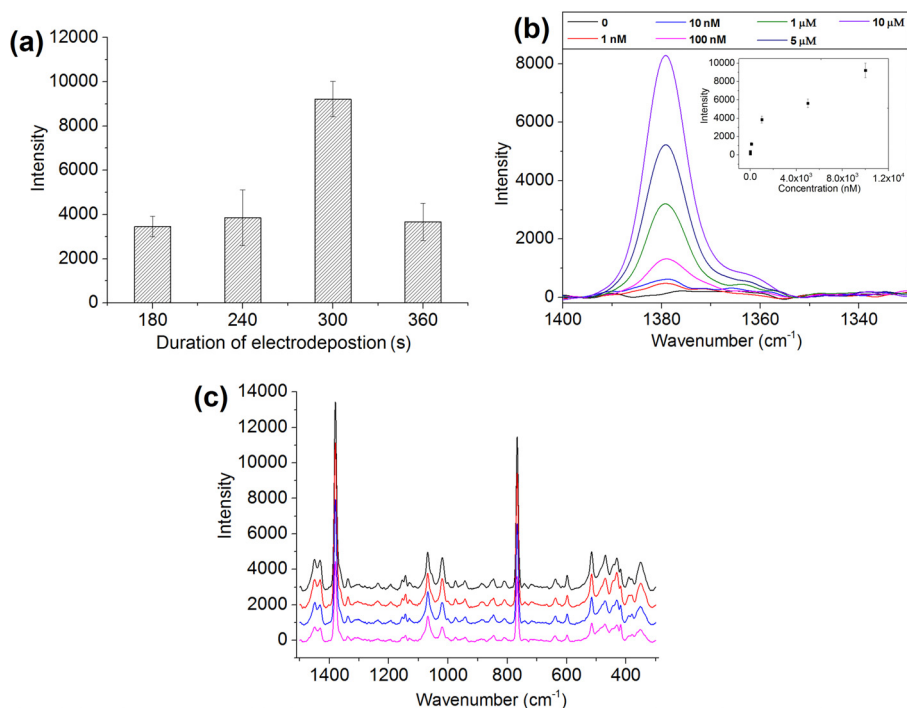 (a)
12000
10000
8000
6000
4000
2000
0
Intensity
180 240 300 360
Duration of electrodepostion (s)
(b)
0 10 nM 1 μM 10 μM
1 nM 100 nM 5 μM
8000
6000
4000
2000
0
Intensity
1400 1380 1360 1340
Wavenumber (cm⁻¹)
10000
8000
6000
4000
2000
0
Intensity
0.0 4.0x10³ 8.0x10³ 1.2x10⁴
Concentration (nM)
(c)
14000
12000
10000
8000
6000
4000
2000
0
Intensity
1400 1200 1000 800 600 400
Wavenumber (cm⁻¹)